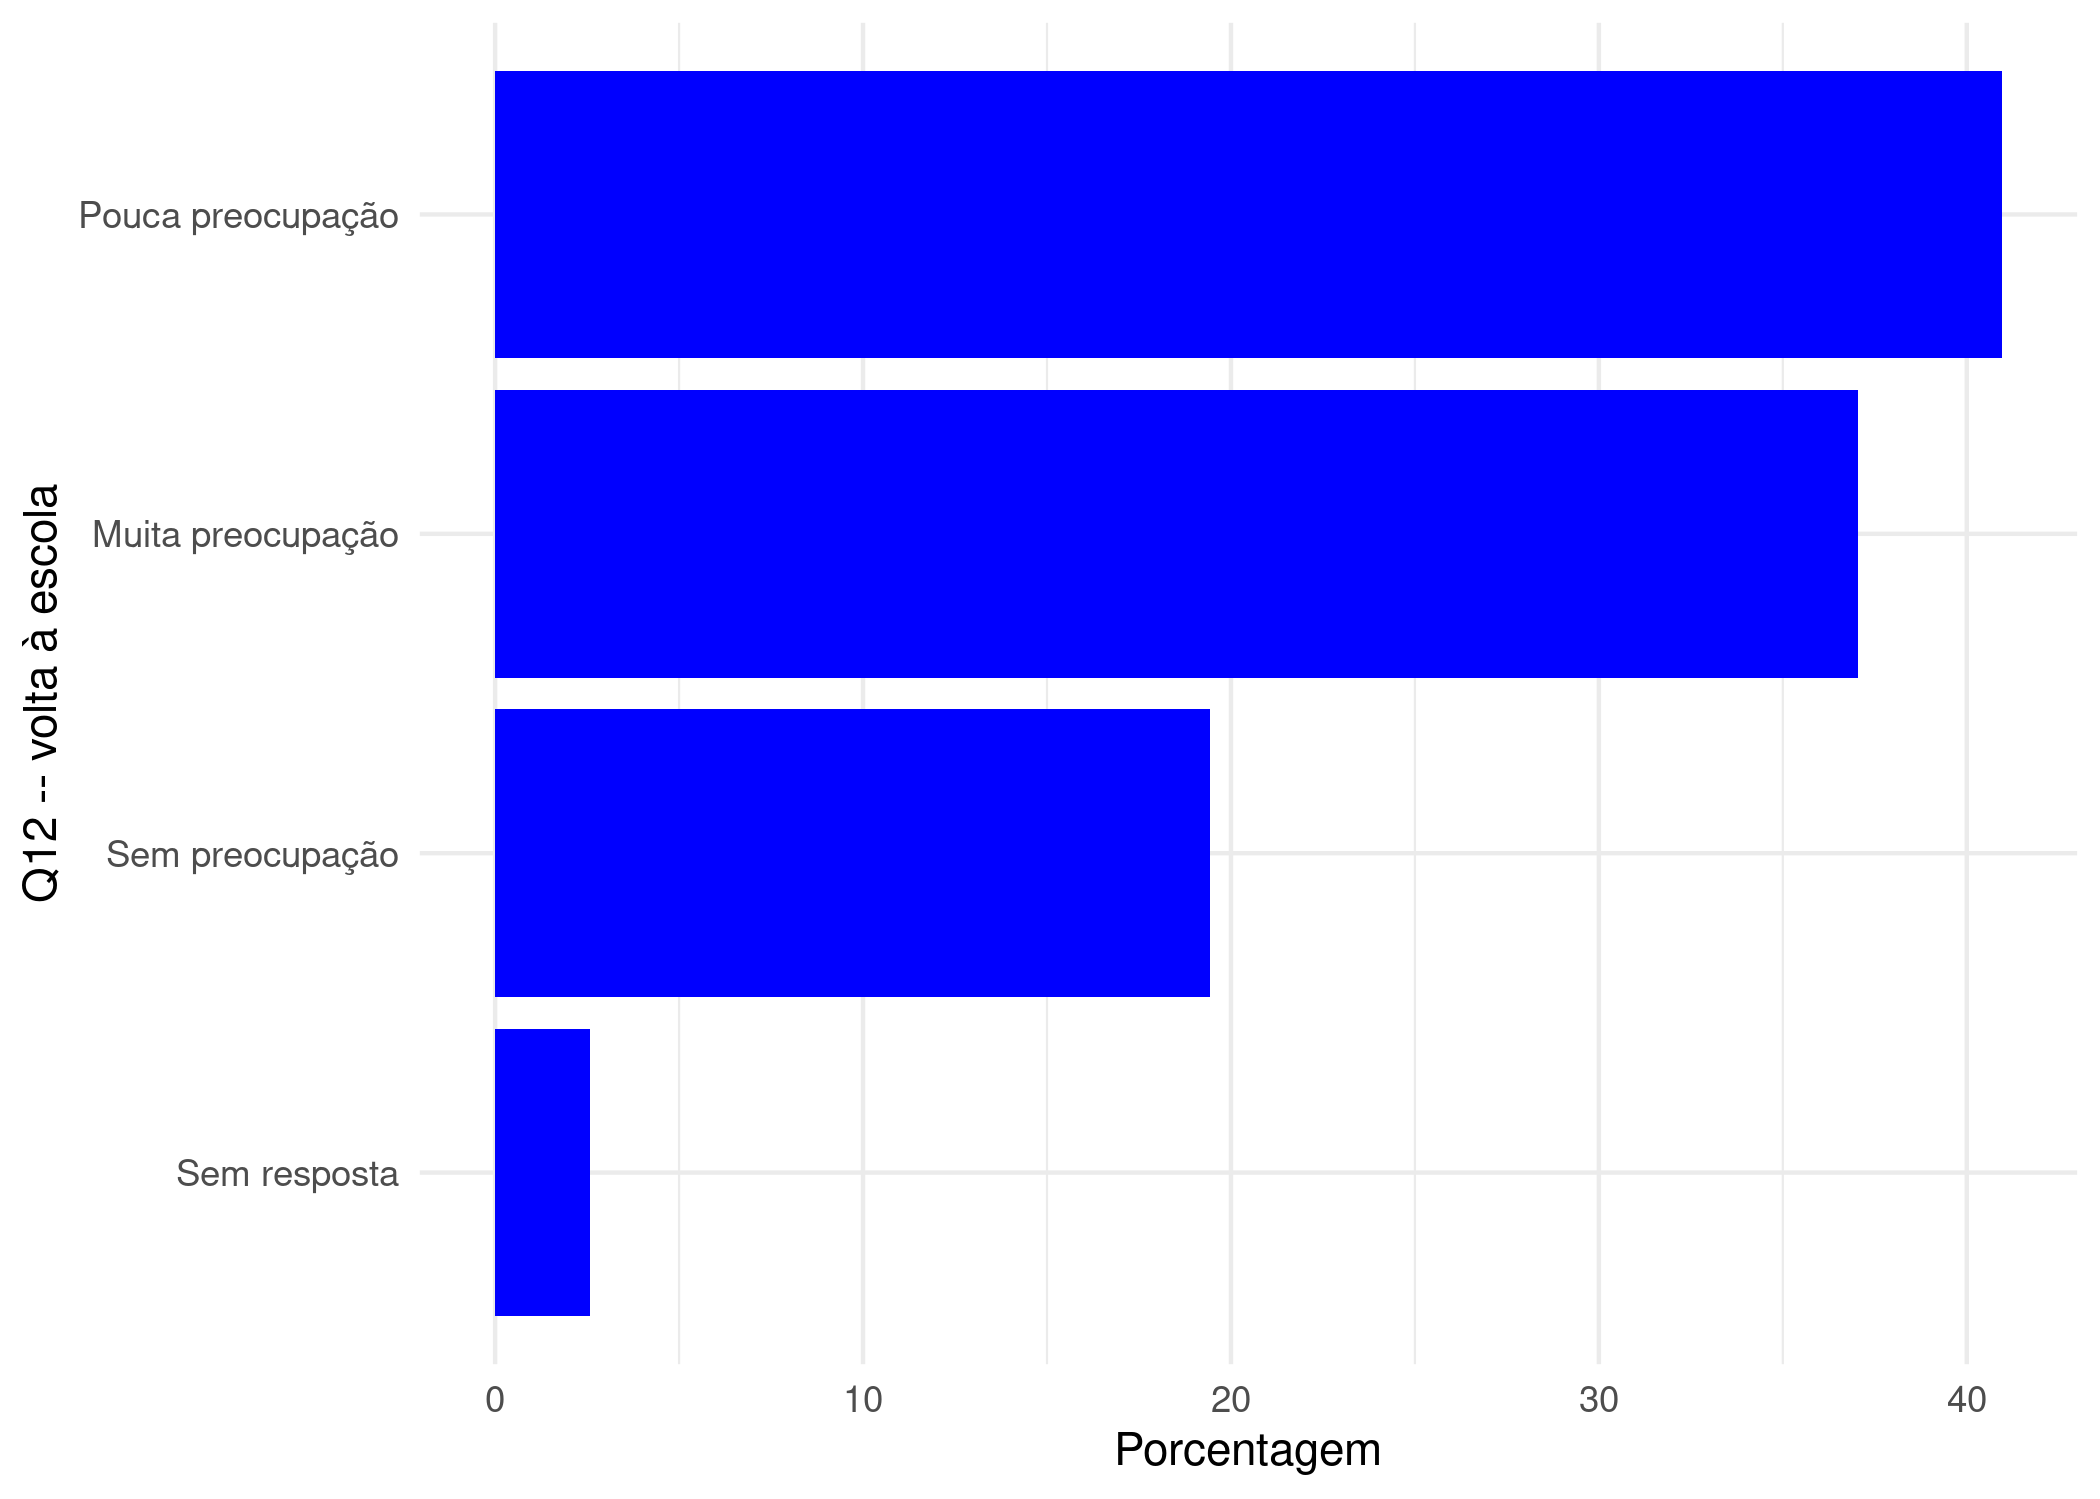 Q12 -- volta à escola
Pouca preocupação
Muita preocupação
Sem preocupação
Sem resposta
0 10 20 30 40
Porcentagem